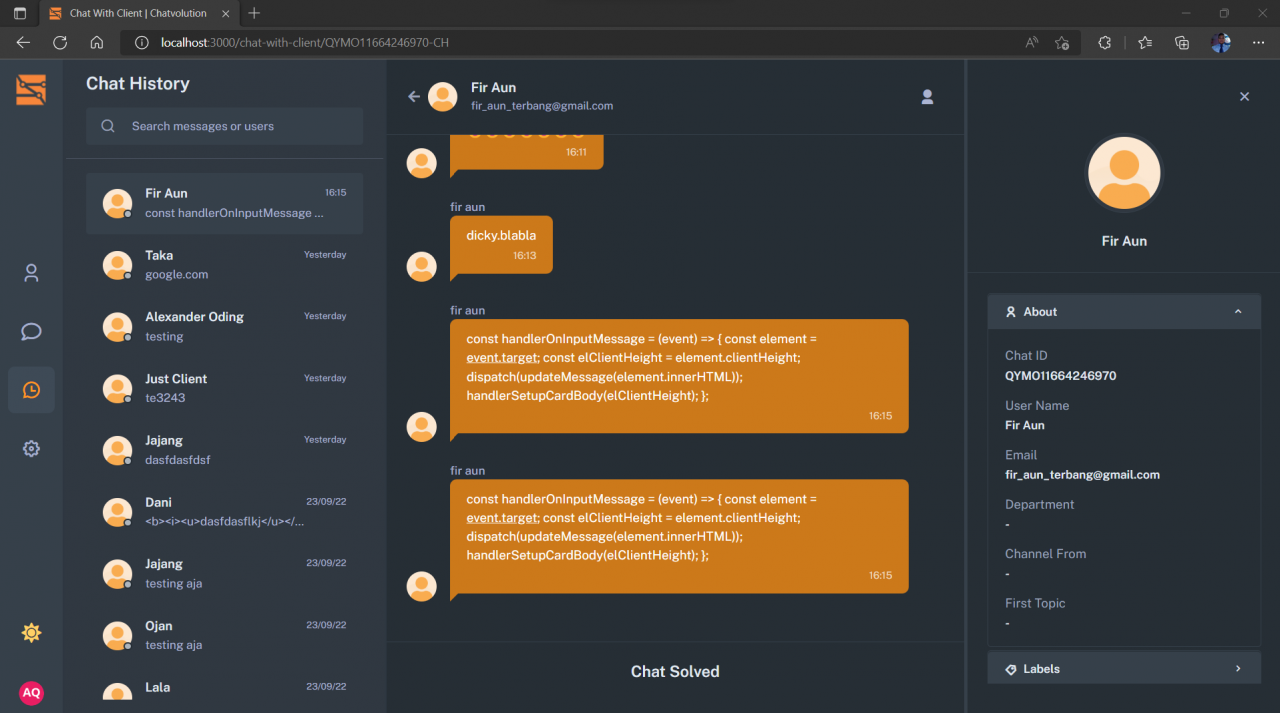 Chat With Client | Chatvolution
localhost:3000/chat-with-client/QYMO11664246970-CH
Chat History
Search messages or users
Fir Aun
16:15
const handlerOnInputMessage ...
Taka
Yesterday
google.com
Alexander Oding
Yesterday
testing
Just Client
Yesterday
te3243
Jajang
Yesterday
dasfdasfdsf
Dani
23/09/22
<b><i><u>dasfdasflkj</u></...
Jajang
23/09/22
testing aja
Ojan
23/09/22
testing aja
Lala
23/09/22
AQ
Fir Aun
fir_aun_terbang@gmail.com
16:11
fir aun
dicky.blabla
16:13
fir aun
const handlerOnInputMessage = (event) => { const element =
event.target; const elClientHeight = element.clientHeight;
dispatch(updateMessage(element.innerHTML));
handlerSetupCardBody(elClientHeight); };
16:15
fir aun
const handlerOnInputMessage = (event) => { const element =
event.target; const elClientHeight = element.clientHeight;
dispatch(updateMessage(element.innerHTML));
handlerSetupCardBody(elClientHeight); };
16:15
Chat Solved
Fir Aun
About
Chat ID
QYMO11664246970
User Name
Fir Aun
Email
fir_aun_terbang@gmail.com
Department
-
Channel From
-
First Topic
-
Labels